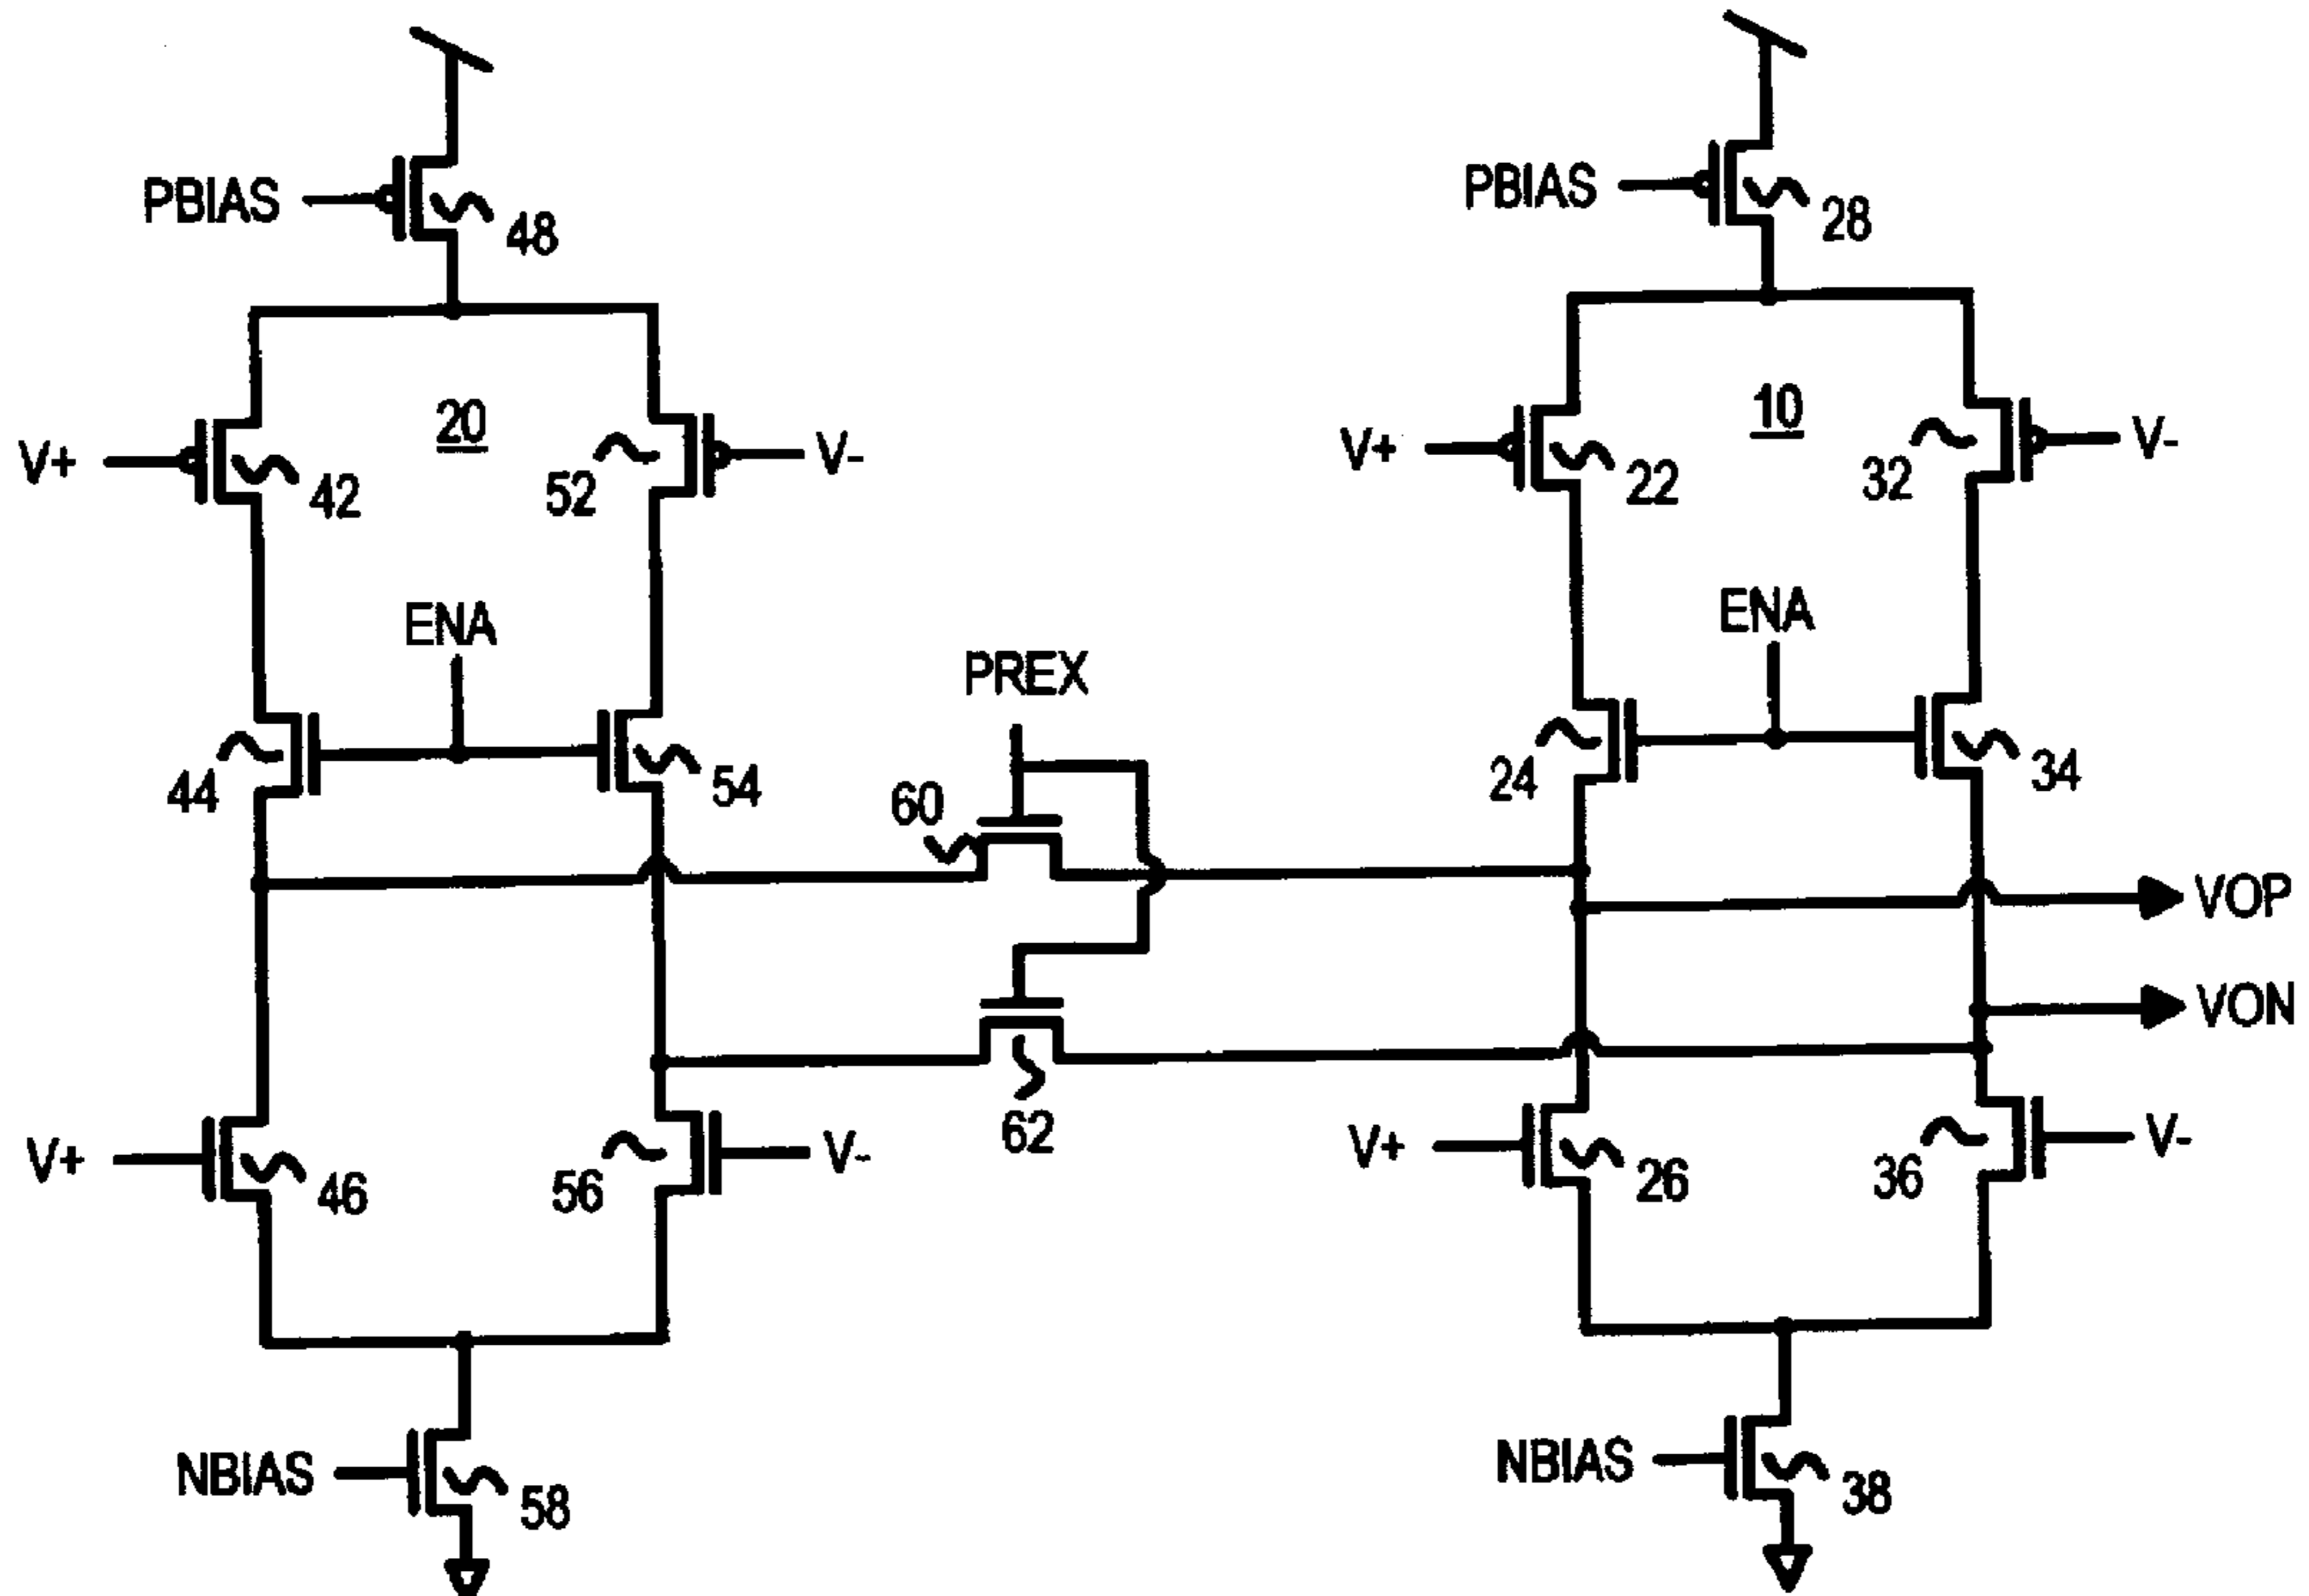 PBIAS
48
PBIAS
28
V+
42
20
52
V-
V+
22
10
32
V-
ENA
44
54
PREX
60
62
ENA
24
34
VOP
VON
V+
46
56
V-
V+
26
36
V-
NBIAS
58
NBIAS
38